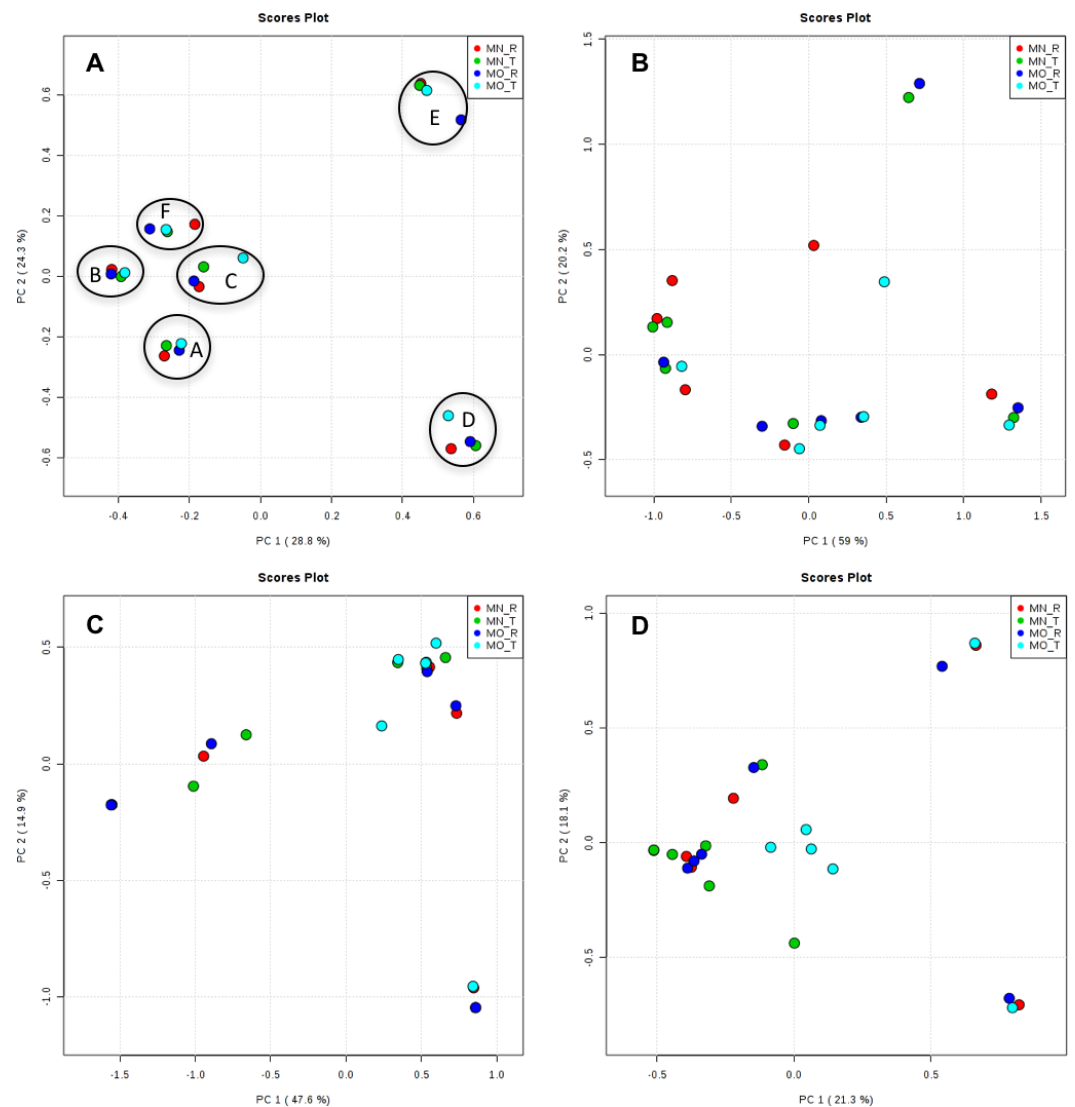 Scores Plot
A
MN_R
MN_T
MO_R
MO_T
E
F
B
C
A
D
PC 2 ( 24.3 %)
0.6
0.4
0.2
0.0
-0.2
-0.4
-0.6
-0.4 -0.2 0.0 0.2 0.4 0.6
PC 1 ( 28.8 %)
Scores Plot
B
MN_R
MN_T
MO_R
MO_T
PC 2 ( 20.2 %)
1.5
1.0
0.5
0.0
-0.5
-1.0 -0.5 0.0 0.5 1.0 1.5
PC 1 ( 59 %)
Scores Plot
C
MN_R
MN_T
MO_R
MO_T
PC 2 ( 14.9 %)
0.5
0.0
-0.5
-1.0
-1.5 -1.0 -0.5 0.0 0.5 1.0
PC 1 ( 47.6 %)
Scores Plot
D
MN_R
MN_T
MO_R
MO_T
PC 2 ( 18.1 %)
1.0
0.5
0.0
-0.5
-0.5 0.0 0.5
PC 1 ( 21.3 %)